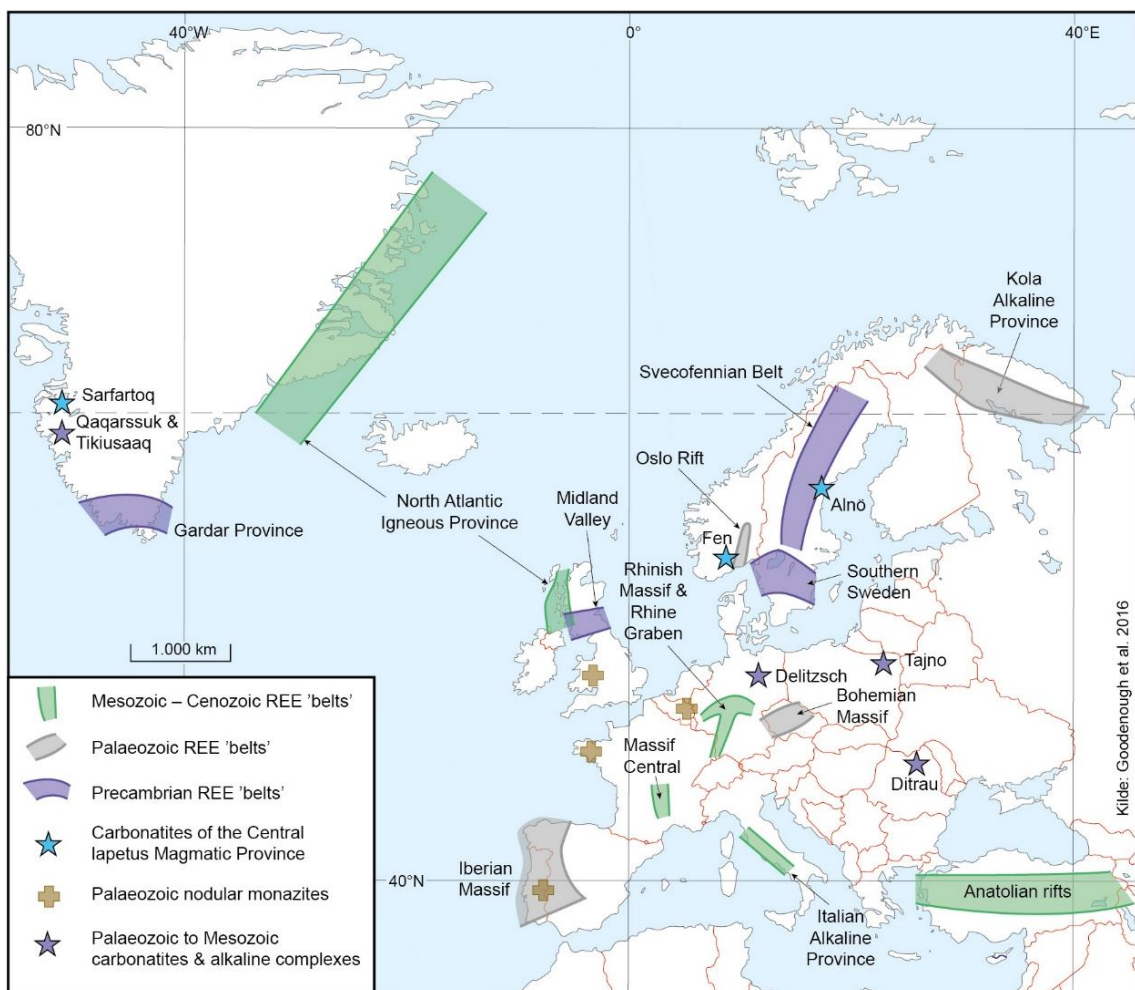 40°W
0°
40°E
80°N
Kola
Alkaline
Province
Svecofennian Belt
Sarfartoq
Qaqarssuk &
Tikiusaaq
Oslo Rift
Gardar Province
North Atlantic
Igneous Province
Midland
Valley
Fen
Alnö
Rhinish
Massif &
Rhine
Graben
Southern
Sweden
1.000 km
Delitzsch
Tajno
Bohemian
Massif
Massif
Central
Ditrau
Iberian
Massif
40°N
Anatolian rifts
Italian
Alkaline
Province
Kilde: Goodenough et al. 2016
Mesozoic – Cenozoic REE 'belts'
Palaeozoic REE 'belts'
Precambrian REE 'belts'
Carbonatites of the Central
Iapetus Magmatic Province
Palaeozoic nodular monazites
Palaeozoic to Mesozoic
carbonatites & alkaline complexes